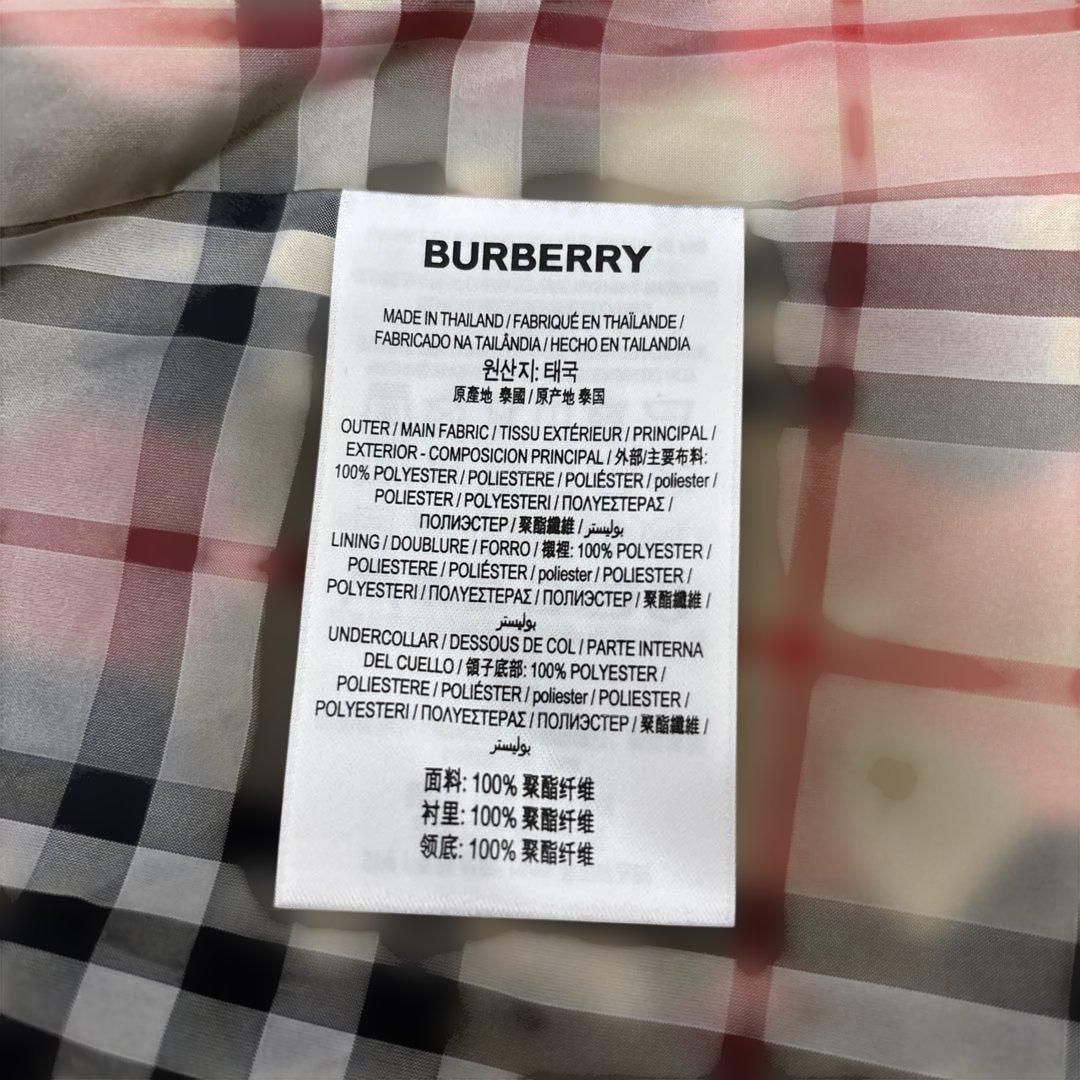 BURBERRY
MADE IN THAILAND / FABRIQUÉ EN THAÏLANDE /
FABRICADO NA TAILÂNDIA / HECHO EN TAILANDIA
원산지: 태국
原產地 泰國 / 原产地 泰国
OUTER / MAIN FABRIC / TISSU EXTÉRIEUR / PRINCIPAL /
EXTERIOR - COMPOSICION PRINCIPAL / 外部/主要布料:
100% POLYESTER / POLIESTERE / POLIÉSTER / poliester /
POLIESTER / POLYESTERI / ΠΟΛΥΕΣΤΕΡΑΣ /
ПОЛИЭСТЕР / 聚酯纖維 / بوليستر
LINING / DOUBLURE / FORRO / 襯裡: 100% POLYESTER /
POLIESTERE / POLIÉSTER / poliester / POLIESTER /
POLYESTERI / ΠΟΛΥΕΣΤΕΡΑΣ / ПОЛИЭСТЕР / 聚酯纖維 /
بوليستر
UNDERCOLLAR / DESSOUS DE COL / PARTE INTERNA
DEL CUELLO / 領子底部: 100% POLYESTER /
POLIESTERE / POLIÉSTER / poliester / POLIESTER /
POLYESTERI / ΠΟΛΥΕΣΤΕΡΑΣ / ПОЛИЭСТЕР / 聚酯纖維 /
بوليستر
面料: 100% 聚酯纤维
衬里: 100% 聚酯纤维
领底: 100% 聚酯纤维